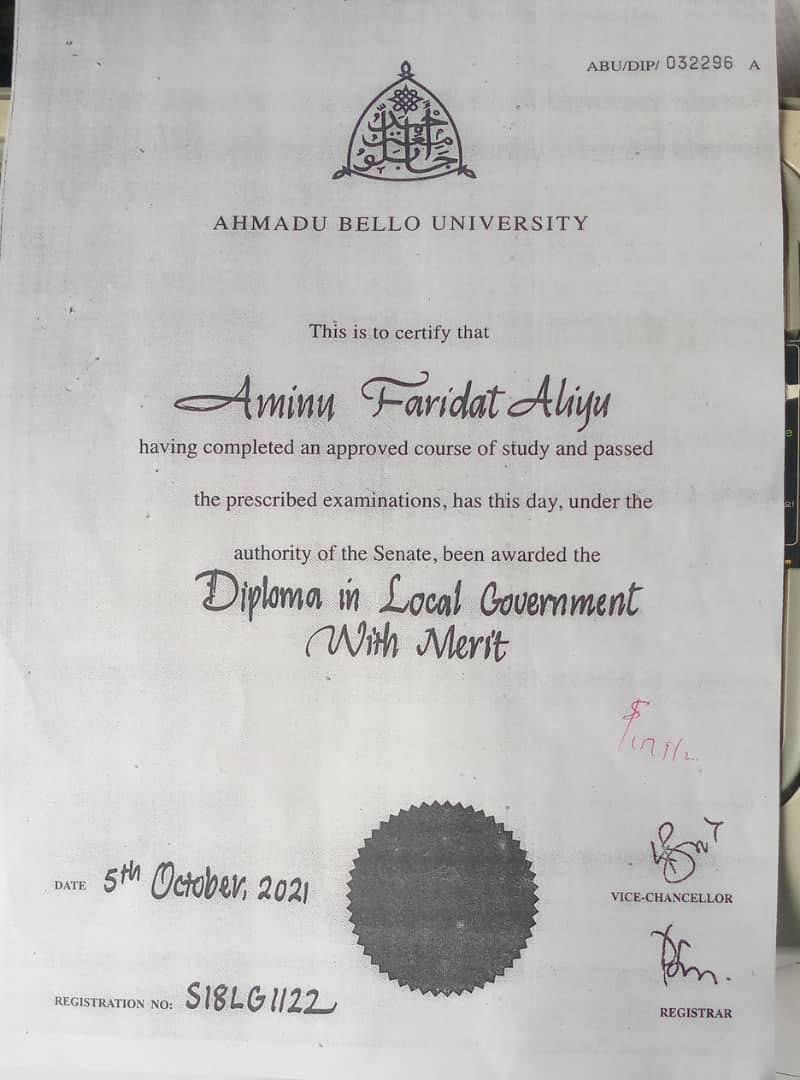 ABU/DIP/ 032296 A
AHMADU BELLO UNIVERSITY
This is to certify that
Aminu Faridat Aliyu
having completed an approved course of study and passed
the prescribed examinations, has this day, under the
authority of the Senate, been awarded the
Diploma in Local Government
With Merit
DATE 5th October, 2021
VICE-CHANCELLOR
REGISTRATION NO: S18LG1122
REGISTRAR